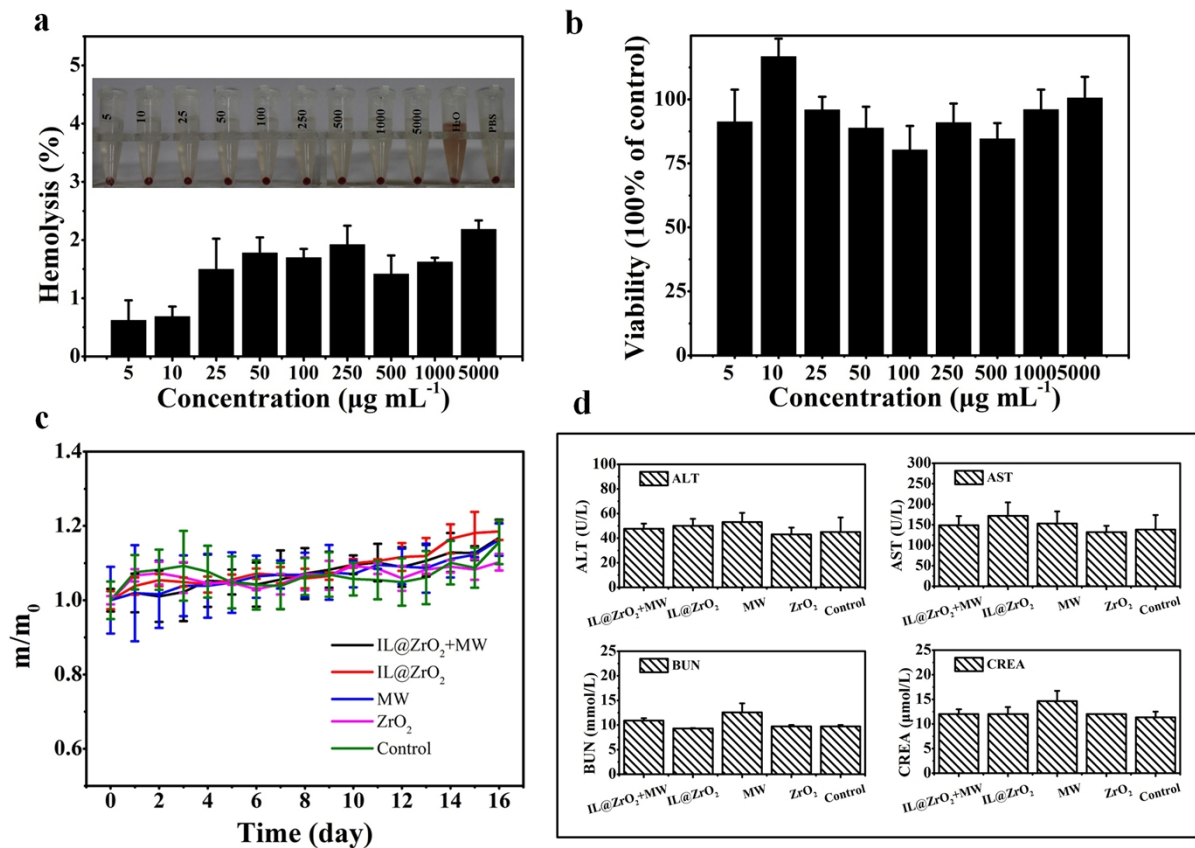 a
Hemolysis (%)
5
4
3
2
1
0
5 10 25 50 100 250 500 1000 5000 H₂O PBS
5 10 25 50 100 250 500 1000 5000
Concentration (μg mL⁻¹)
b
Viability (100% of control)
100
75
50
25
0
5 10 25 50 100 250 500 1000 5000
Concentration (μg mL⁻¹)
c
m/m₀
1.4
1.2
1.0
0.8
0.6
IL@ZrO₂+MW
IL@ZrO₂
MW
ZrO₂
Control
0 2 4 6 8 10 12 14 16
Time (day)
d
ALT (U/L)
100
80
60
40
20
0
ALT
IL@ZrO₂+MW IL@ZrO₂ MW ZrO₂ Control
AST (U/L)
300
250
200
150
100
50
0
AST
IL@ZrO₂+MW IL@ZrO₂ MW ZrO₂ Control
BUN (mmol/L)
25
20
15
10
5
0
BUN
IL@ZrO₂+MW IL@ZrO₂ MW ZrO₂ Control
CREA (μmol/L)
25
20
15
10
5
0
CREA
IL@ZrO₂+MW IL@ZrO₂ MW ZrO₂ Control